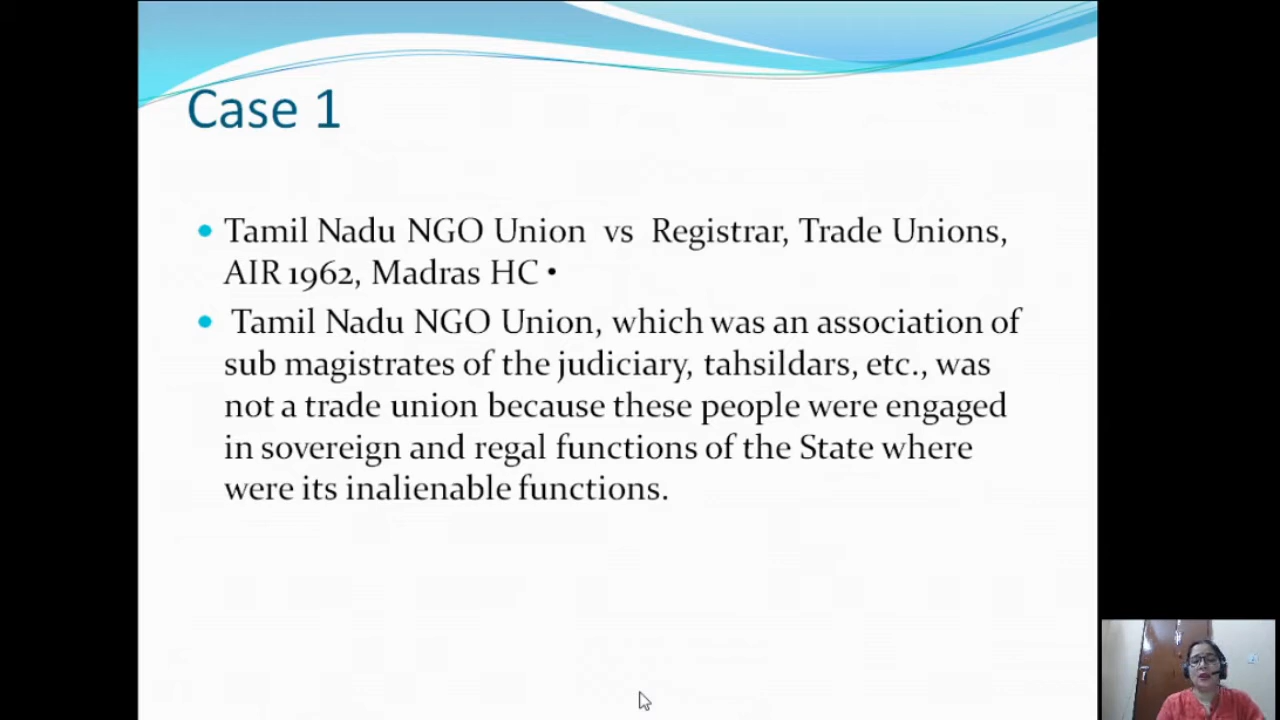 Case 1
• Tamil Nadu NGO Union vs Registrar, Trade Unions,
AIR 1962, Madras HC •
• Tamil Nadu NGO Union, which was an association of
sub magistrates of the judiciary, tahsildars, etc., was
not a trade union because these people were engaged
in sovereign and regal functions of the State where
were its inalienable functions.